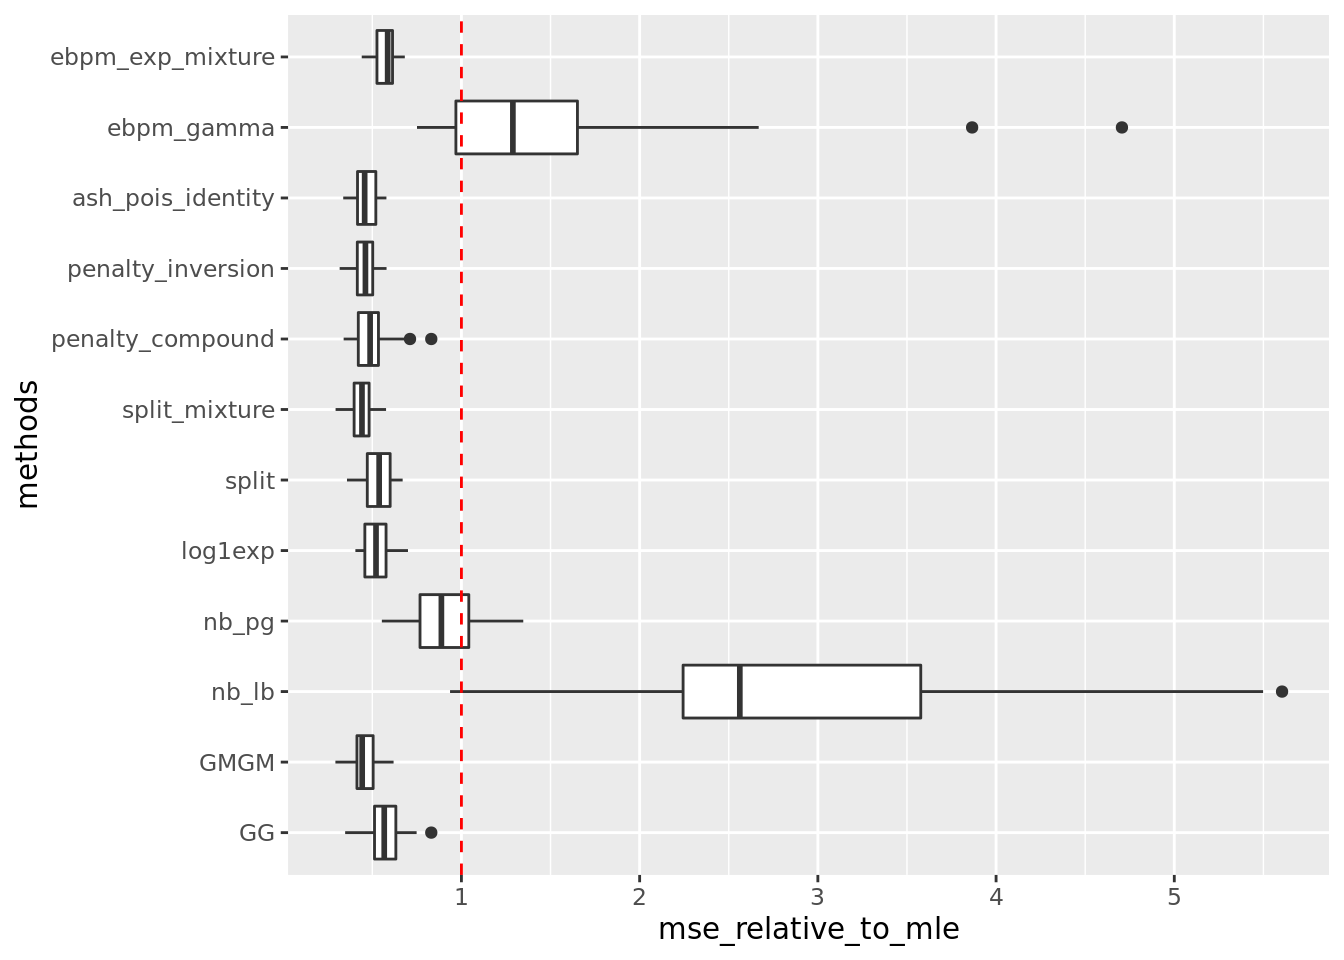 ebpm_exp_mixture
ebpm_gamma
ash_pois_identity
penalty_inversion
penalty_compound
split_mixture
split
log1exp
nb_pg
nb_lb
GMGM
GG
methods
1 2 3 4 5
mse_relative_to_mle